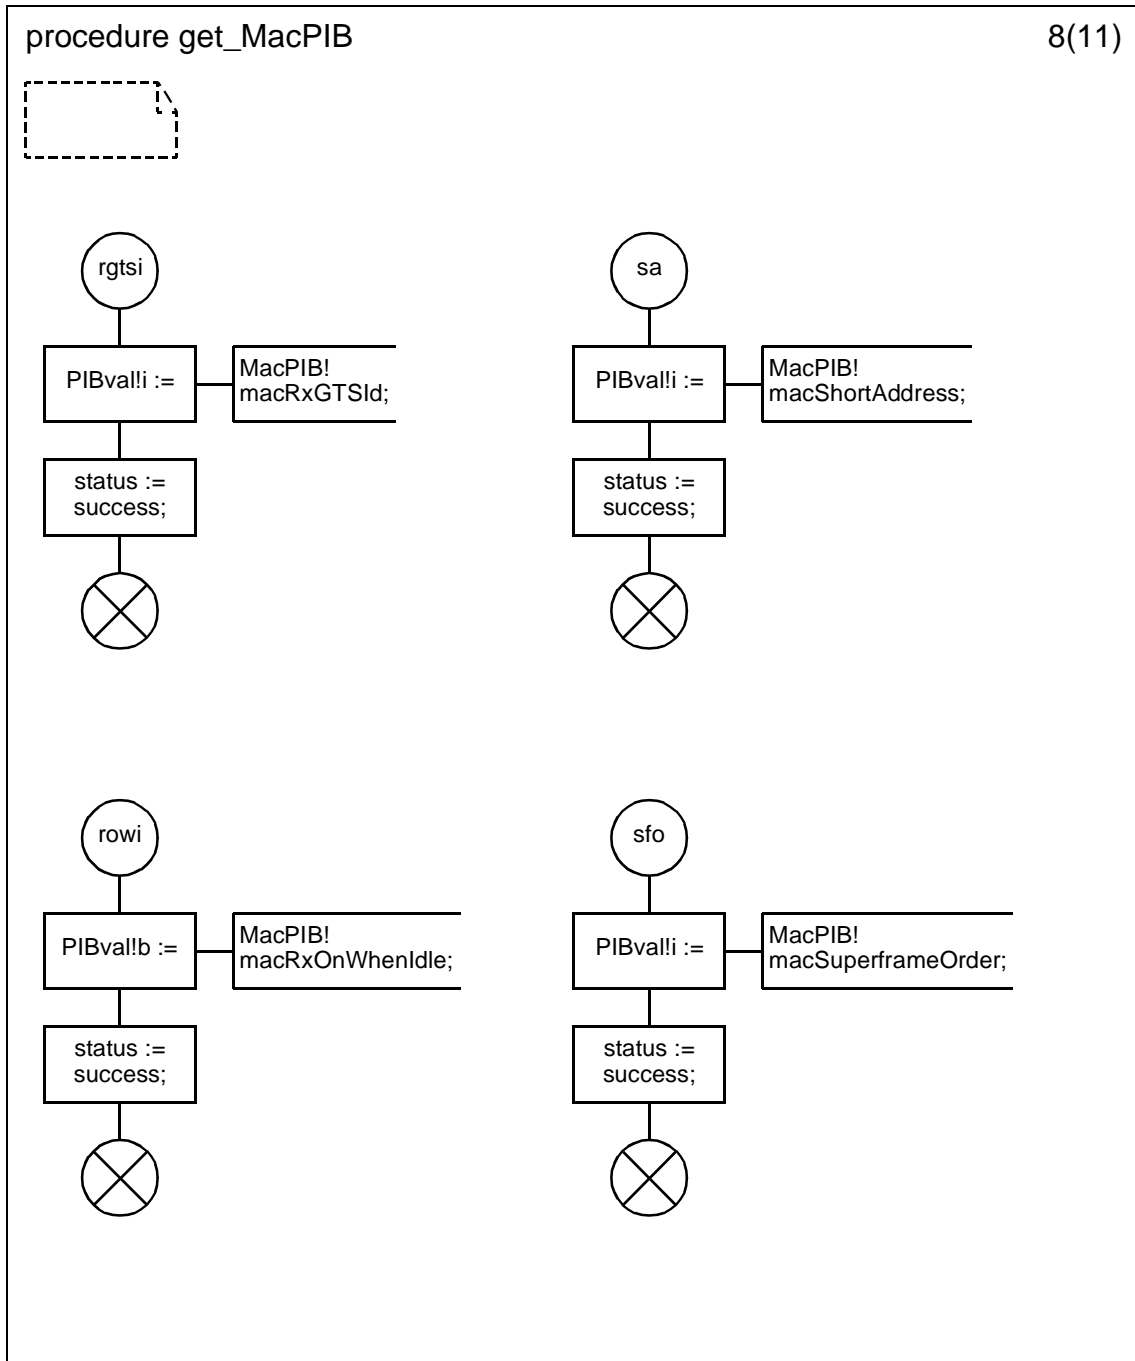 procedure get_MacPIB
8(11)
rgtsi
PIBval!i :=
MacPIB!
macRxGTSId;
status :=
success;
sa
PIBval!i :=
MacPIB!
macShortAddress;
status :=
success;
rowi
PIBval!b :=
MacPIB!
macRxOnWhenIdle;
status :=
success;
sfo
PIBval!i :=
MacPIB!
macSuperframeOrder;
status :=
success;